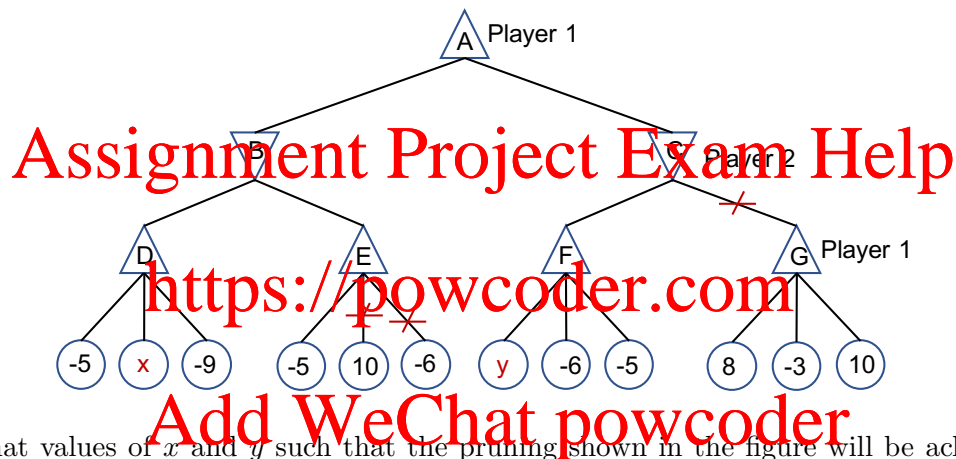 A Player 1
Assignment Project Exam Help
B C Player 2
D E F G Player 1
https://powcoder.com
-5 x -9 -5 10 -6 y -6 -5 8 -3 10
Add WeChat powcoder
at values of x and y such that the pruning shown in the figure will be